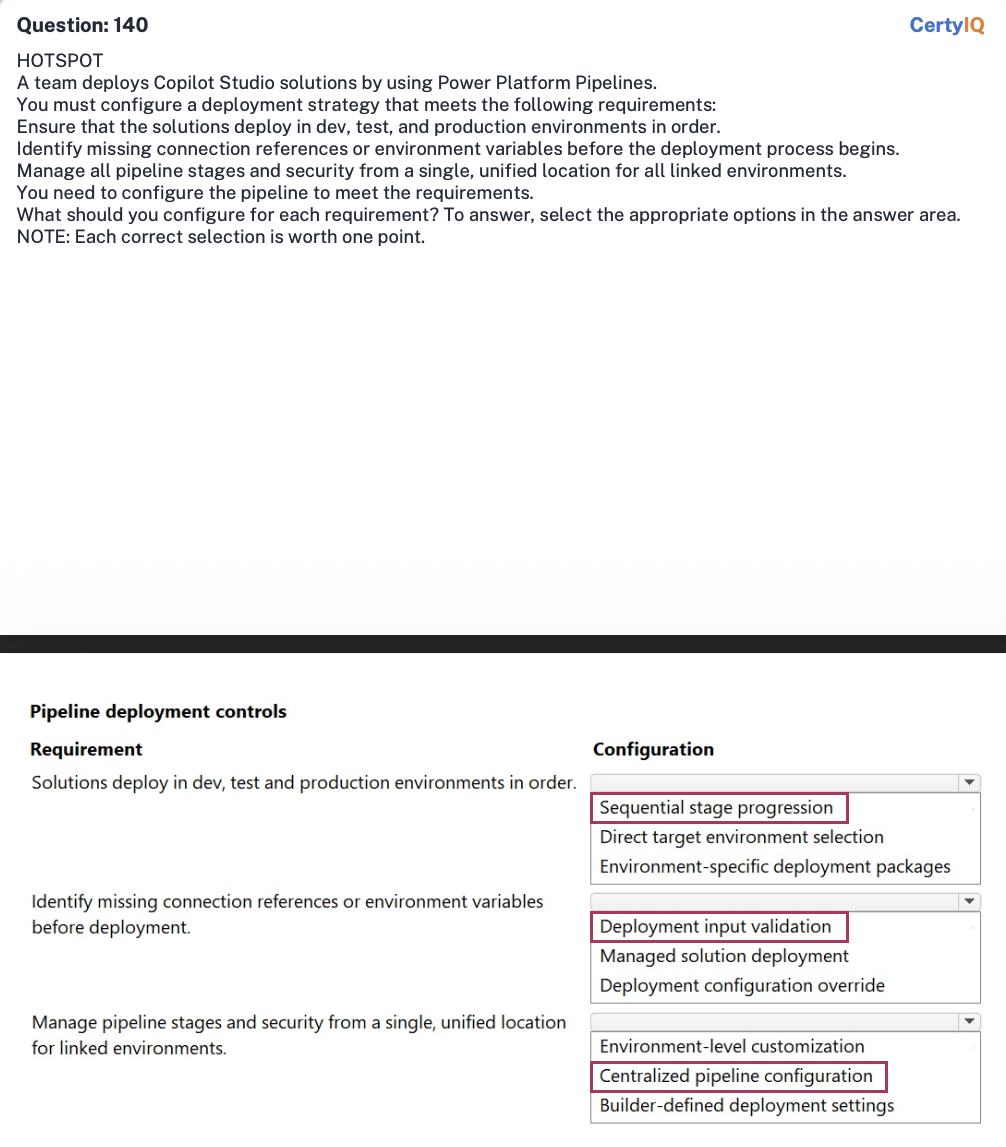 Question: 140
CertyIQ
HOTSPOT
A team deploys Copilot Studio solutions by using Power Platform Pipelines.
You must configure a deployment strategy that meets the following requirements:
Ensure that the solutions deploy in dev, test, and production environments in order.
Identify missing connection references or environment variables before the deployment process begins.
Manage all pipeline stages and security from a single, unified location for all linked environments.
You need to configure the pipeline to meet the requirements.
What should you configure for each requirement? To answer, select the appropriate options in the answer area.
NOTE: Each correct selection is worth one point.
Pipeline deployment controls
Requirement
Configuration
Solutions deploy in dev, test and production environments in order.
Sequential stage progression
Direct target environment selection
Environment-specific deployment packages
Identify missing connection references or environment variables
before deployment.
Deployment input validation
Managed solution deployment
Deployment configuration override
Manage pipeline stages and security from a single, unified location
for linked environments.
Environment-level customization
Centralized pipeline configuration
Builder-defined deployment settings